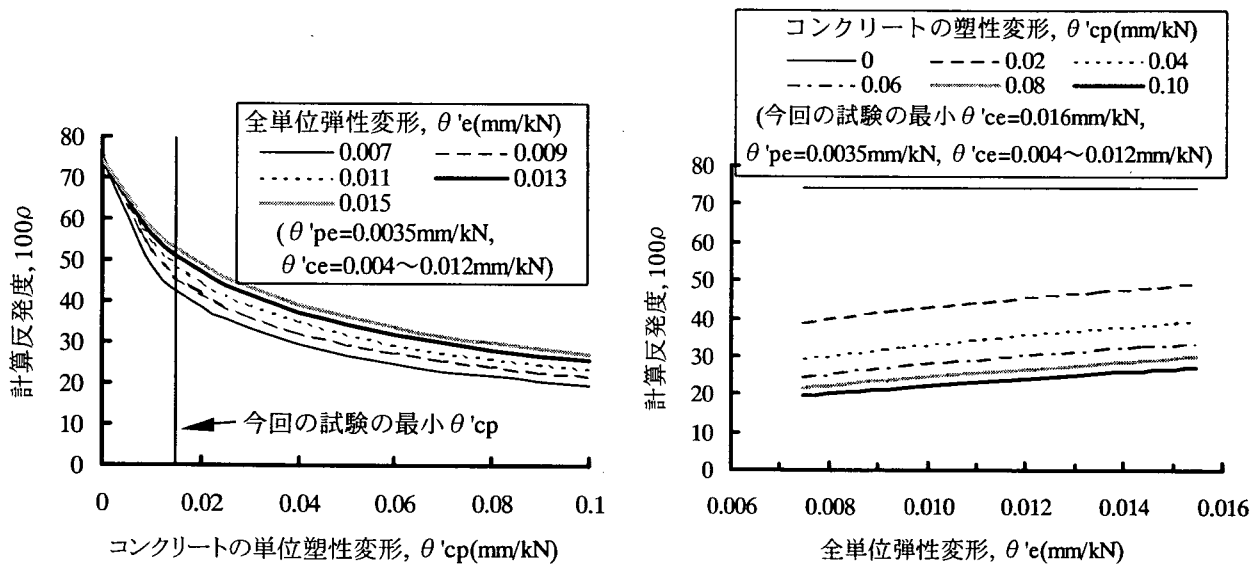 全単位弾性変形, θ'e(mm/kN)
0.007 0.009
0.011 0.013
0.015
(θ'pe=0.0035mm/kN,
θ'ce=0.004～0.012mm/kN)
計算反発度, 100ρ
80
70
60
50
40
30
20
10
0
今回の試験の最小θ'cp
0 0.02 0.04 0.06 0.08 0.1
コンクリートの単位塑性変形, θ'cp(mm/kN)
コンクリートの塑性変形, θ'cp(mm/kN)
0 0.02 0.04
0.06 0.08 0.10
(今回の試験の最小θ'ce=0.016mm/kN,
θ'pe=0.0035mm/kN, θ'ce=0.004～0.012mm/kN)
計算反発度, 100ρ
80
70
60
50
40
30
20
10
0
0.006 0.008 0.010 0.012 0.014 0.016
全単位弾性変形, θ'e(mm/kN)